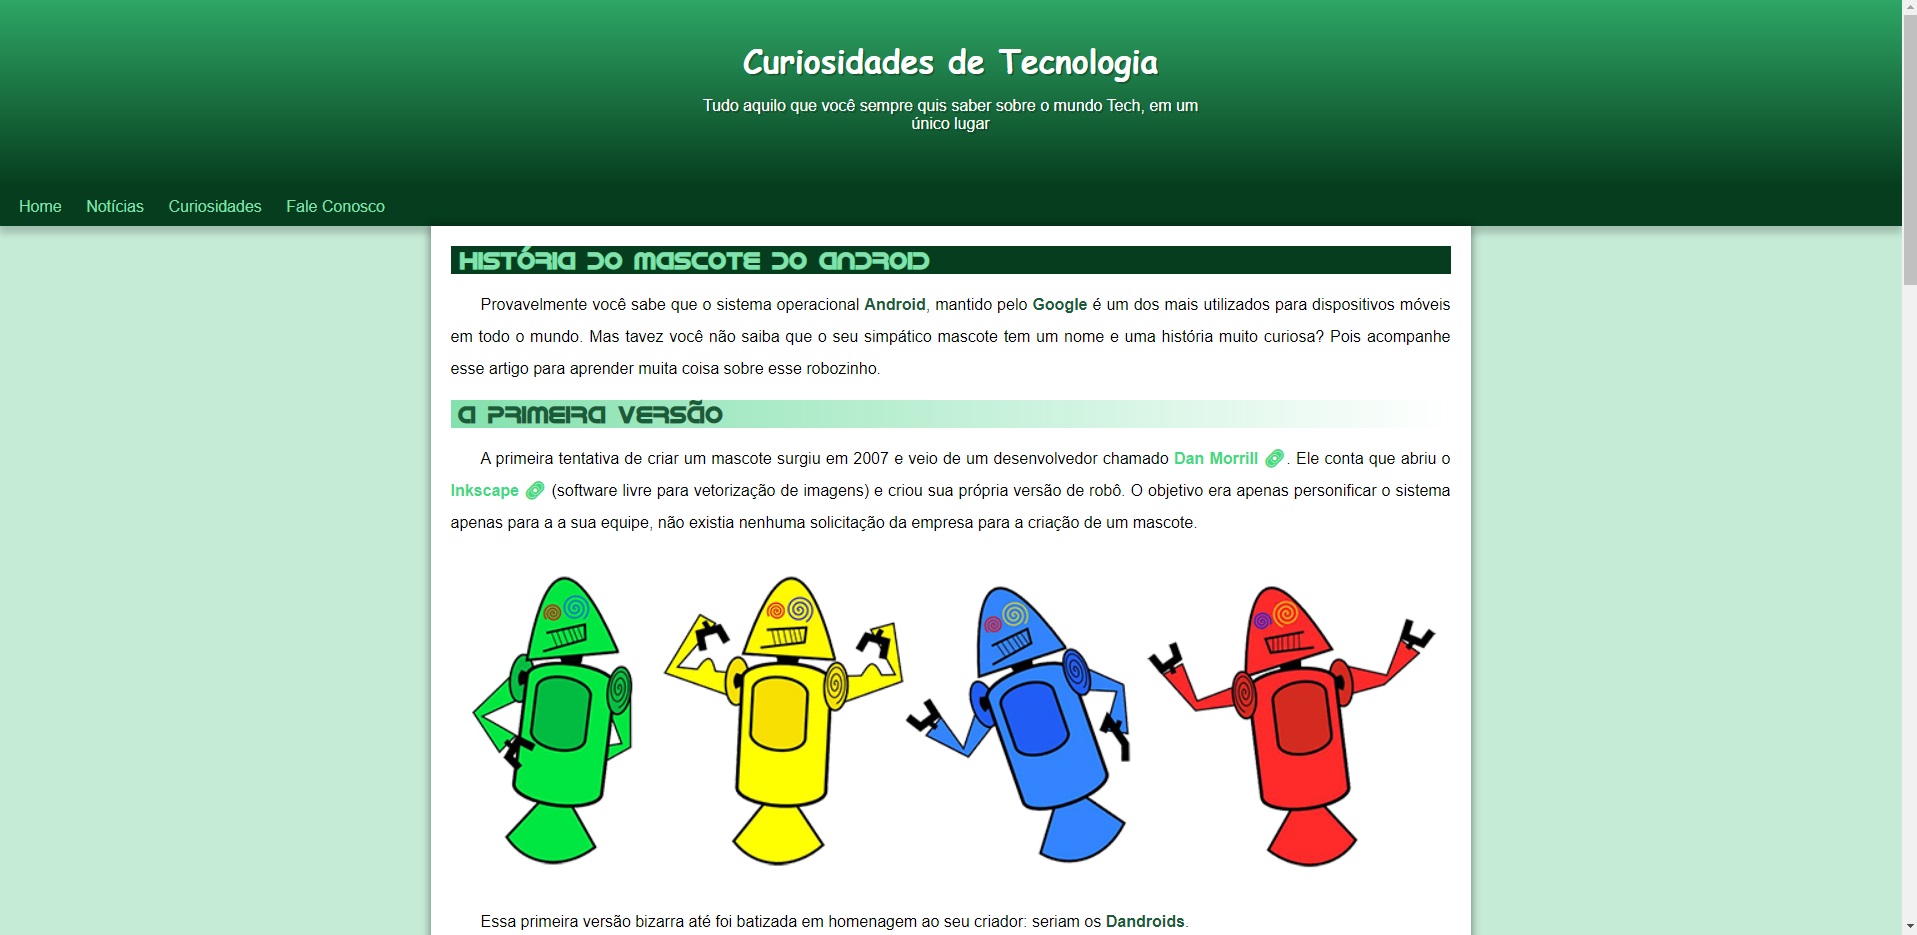 Curiosidades de Tecnologia
Tudo aquilo que você sempre quis saber sobre o mundo Tech, em um
único lugar
Home Notícias Curiosidades Fale Conosco
História do Mascote do Android
Provavelmente você sabe que o sistema operacional Android, mantido pelo Google é um dos mais utilizados para dispositivos móveis
em todo o mundo. Mas tavez você não saiba que o seu simpático mascote tem um nome e uma história muito curiosa? Pois acompanhe
esse artigo para aprender muita coisa sobre esse robozinho.
A primeira versão
A primeira tentativa de criar um mascote surgiu em 2007 e veio de um desenvolvedor chamado Dan Morrill . Ele conta que abriu o
Inkscape (software livre para vetorização de imagens) e criou sua própria versão de robô. O objetivo era apenas personificar o sistema
apenas para a a sua equipe, não existia nenhuma solicitação da empresa para a criação de um mascote.
Essa primeira versão bizarra até foi batizada em homenagem ao seu criador: seriam os Dandroids.